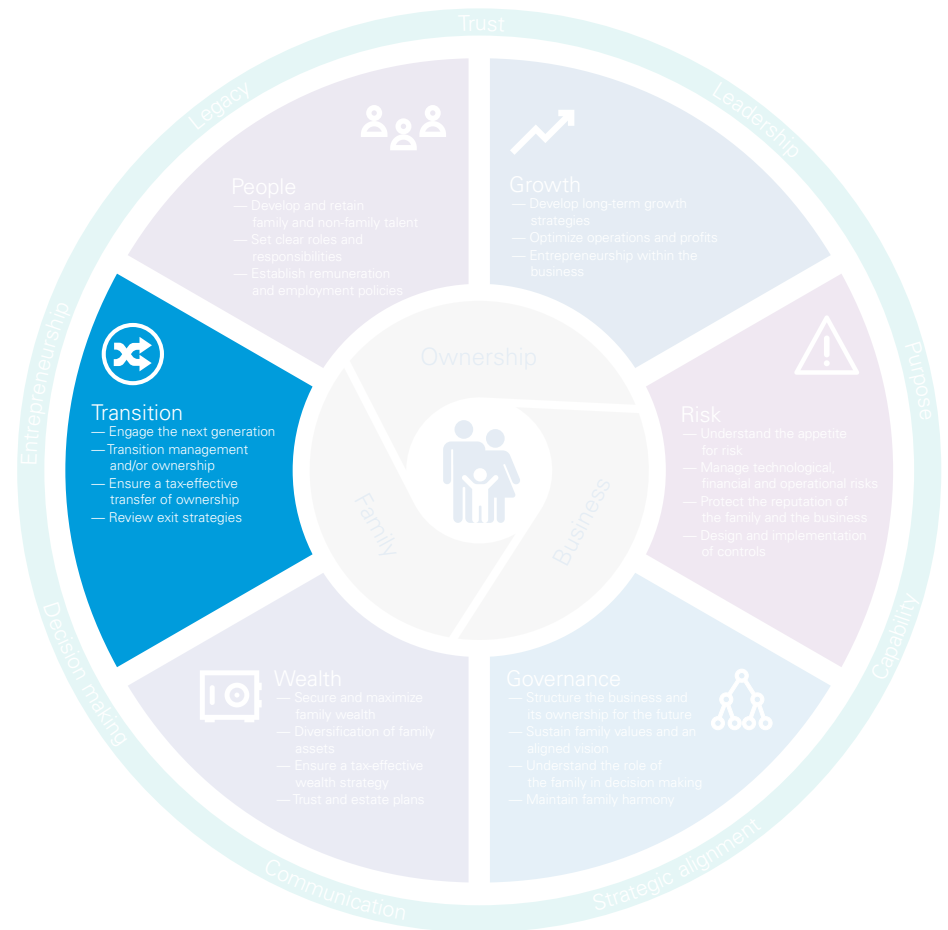 Trust
Legacy
Leadership
Entrepreneurship
Purpose
Decision making
Capability
Communication
Strategic alignment
People
— Develop and retain
family and non-family talent
— Set clear roles and
responsibilities
— Establish remuneration
and employment policies
Growth
— Develop long-term growth
strategies
— Optimize operations and profits
— Entrepreneurship within the
business
Transition
— Engage the next generation
— Transition management
and/or ownership
— Ensure a tax-effective
transfer of ownership
— Review exit strategies
Ownership
Family
Business
Risk
— Understand the appetite
for risk
— Manage technological,
financial and operational risks
— Protect the reputation of
the family and the business
— Design and implementation
of controls
Wealth
— Secure and maximize
family wealth
— Diversification of family
assets
— Ensure a tax-effective
wealth strategy
— Trust and estate plans
Governance
— Structure the business and
its ownership for the future
— Sustain family values and an
aligned vision
— Understand the role of
the family in decision making
— Maintain family harmony